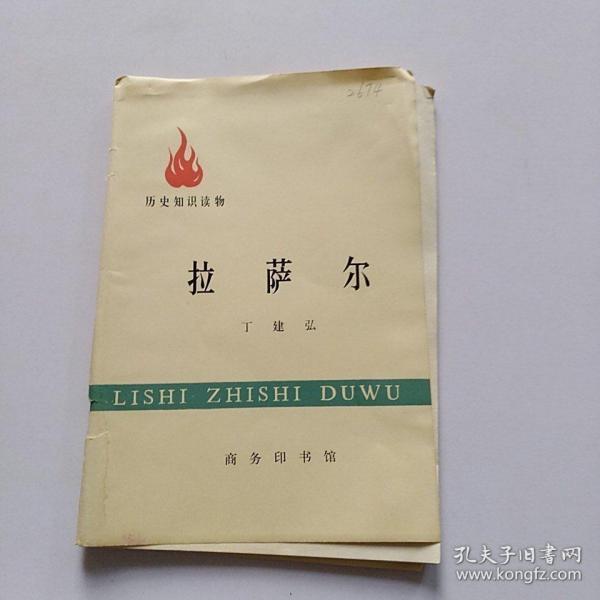 2674
历史知识读物
拉萨尔
丁建弘
LISHI ZHISHI DUWU
商务印书馆
孔夫子旧書网
www.kongfz.com